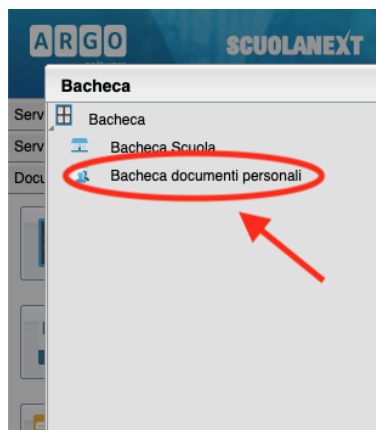 ARGO
SCUOLANEXT
Bacheca
Serv
Bacheca
Serv
Bacheca Scuola
Docu
Bacheca documenti personali